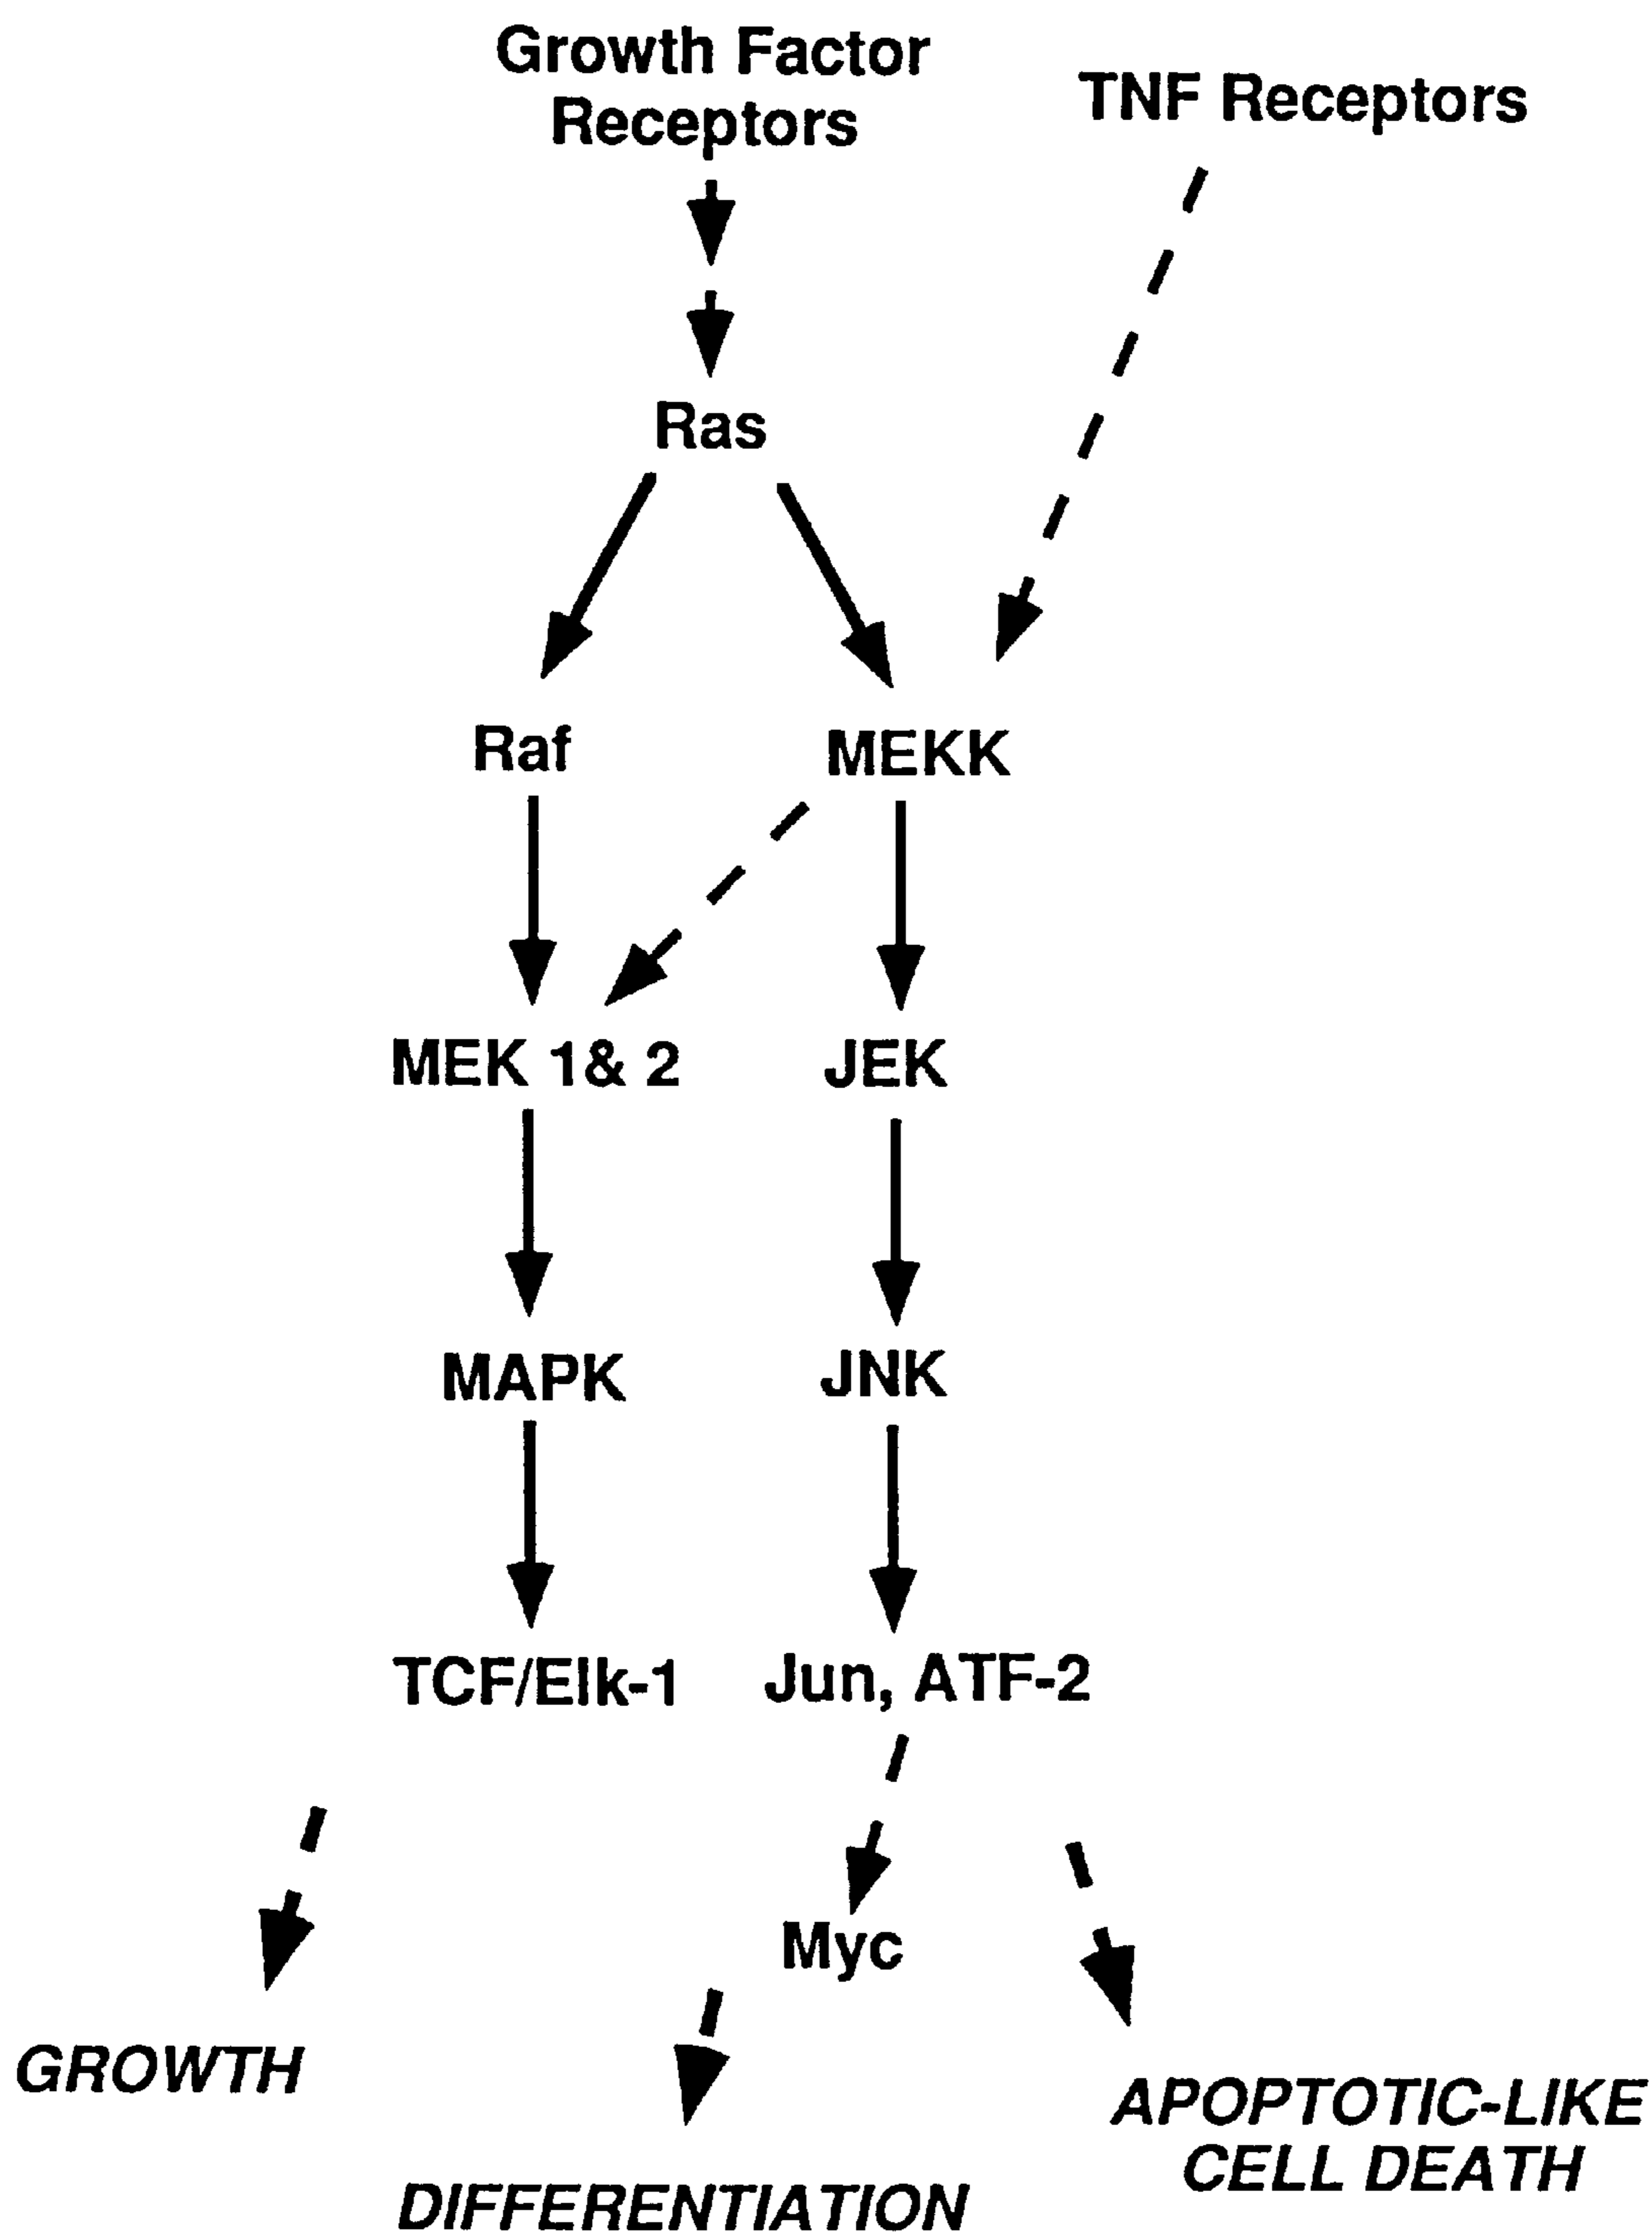 Growth Factor
Receptors
TNF Receptors
Ras
Raf
MEKK
MEK 1& 2
JEK
MAPK
JNK
TCF/Elk-1
Jun, ATF-2
Myc
GROWTH
APOPTOTIC-LIKE
CELL DEATH
DIFFERENTIATION